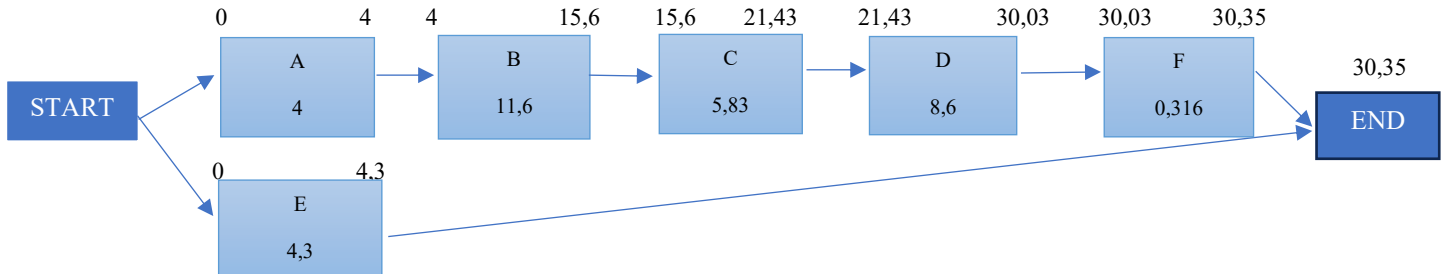 0 4 4 15,6 15,6 21,43 21,43 30,03 30,03 30,35
A B C D F 30,35
START 4 11,6 5,83 8,6 0,316 END
0 4,3
E
4,3